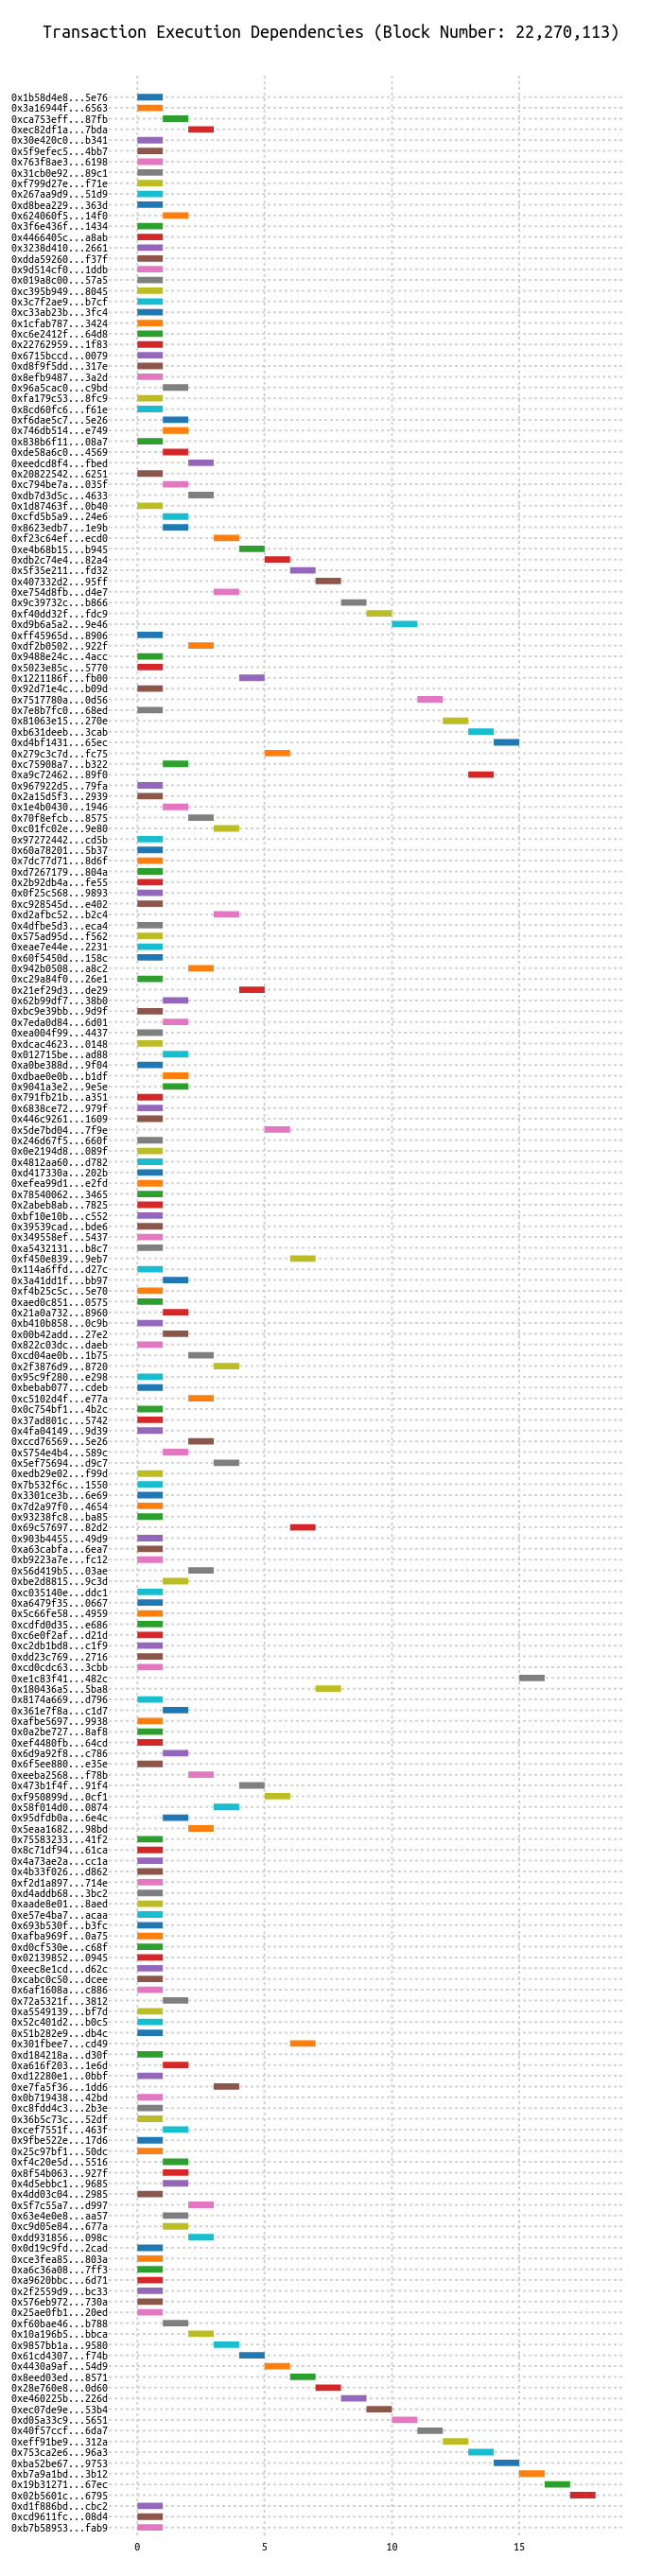 Transaction Execution Dependencies (Block Number: 22,270,113)
0x1b58d4e8...5e76
0x3a16944f...6563
0xca753eff...87fb
0xec82df1a...7bda
0x30e420c0...b341
0x5f9efec5...4bb7
0x763f8ae3...6198
0x31cb0e92...89c1
0xf799d27e...f71e
0x267aa9d9...51d9
0xd8bea229...363d
0x624060f5...14f0
0x3f6e436f...1434
0x4466405c...a8ab
0x3238d410...2661
0xdda59260...f37f
0x9d514cf0...1ddb
0x019a8c00...57a5
0xc395b949...8045
0x3c7f2ae9...b7cf
0xc33ab23b...3fc4
0x1cfab787...3424
0xc6e2412f...64d8
0x22762959...1f83
0x6715bccd...0079
0xd8f9f5dd...317e
0x8efb9487...3a2d
0x96a5cac0...c9bd
0xfa179c53...8fc9
0x8cd60fc6...f61e
0xf6dae5c7...5e26
0x746db514...e749
0x838b6f11...08a7
0xde58a6c0...4569
0xeedcd8f4...fbed
0x20822542...6251
0xc794be7a...035f
0xdb7d3d5c...4633
0x1d87463f...0b40
0xcfd5b5a9...24e6
0x8623edb7...1e9b
0xf23c64ef...ecd0
0xe4b68b15...b945
0xdb2c74e4...82a4
0x5f35e211...fd32
0x407332d2...95ff
0xe754d8fb...d4e7
0x9c39732c...b866
0xf40dd32f...fdc9
0xd9b6a5a2...9e46
0xff45965d...8906
0xdf2b0502...922f
0x9488e24c...4acc
0x5023e85c...5770
0x1221186f...fb00
0x92d71e4c...b09d
0x7517780a...0d56
0x7e8b7fc0...68ed
0x81063e15...270e
0xb631deeb...3cab
0xd4bf1431...65ec
0x279c3c7d...fc75
0xc75908a7...b322
0xa9c72462...89f0
0x967922d5...79fa
0x2a15d5f3...2939
0x1e4b0430...1946
0x70f8efcb...8575
0xc01fc02e...9e80
0x97272442...cd5b
0x60a78201...5b37
0x7dc77d71...8d6f
0xd7267179...804a
0x2b92db4a...fe55
0x0f25c568...9893
0xc928545d...e402
0xd2afbc52...b2c4
0x4dfbe5d3...eca4
0x575ad95d...f562
0xeae7e44e...2231
0x60f5450d...158c
0x942b0508...a8c2
0xc29a84f0...26e1
0x21ef29d3...de29
0x62b99df7...38b0
0xbc9e39bb...9d9f
0x7eda0d84...6d01
0xea004f99...4437
0xdcac4623...0148
0x012715be...ad88
0xa0be388d...9f04
0xdbae0e0b...b1df
0x9041a3e2...9e5e
0x791fb21b...a351
0x6838ce72...979f
0x446c9261...1609
0x5de7bd04...7f9e
0x246d67f5...660f
0x0e2194d8...089f
0x4812aa60...d782
0xd417330a...202b
0xefea99d1...e2fd
0x78540062...3465
0x2abeb8ab...7825
0xbf10e10b...c552
0x39539cad...bde6
0x349558ef...5437
0xa5432131...b8c7
0xf450e839...9eb7
0x114a6ffd...d27c
0x3a41dd1f...bb97
0xf4b25c5c...5e70
0xaed0c851...0575
0x21a0a732...8960
0xb410b858...0c9b
0x00b42add...27e2
0x822c03dc...daeb
0xcd04ae0b...1b75
0x2f3876d9...8720
0x95c9f280...e298
0xbebab077...cdeb
0xc5102d4f...e77a
0x0c754bf1...4b2c
0x37ad801c...5742
0x4fa04149...9d39
0xccd76569...5e26
0x5754e4b4...589c
0x5ef75694...d9c7
0xedb29e02...f99d
0x7b532f6c...1550
0x3301ce3b...6e69
0x7d2a97f0...4654
0x93238fc8...ba85
0x69c57697...82d2
0x903b4455...49d9
0xa63cabfa...6ea7
0xb9223a7e...fc12
0x56d419b5...03ae
0xbe2d8815...9c3d
0xc035140e...ddc1
0xa6479f35...0667
0x5c66fe58...4959
0xcdfd0d35...e686
0xc6e0f2af...d21d
0xc2db1bd8...c1f9
0xdd23c769...2716
0xcd0cdc63...3cbb
0xe1c83f41...482c
0x180436a5...5ba8
0x8174a669...d796
0x361e7f8a...c1d7
0xafbe5697...9938
0x0a2be727...8af8
0xef4480fb...64cd
0x6d9a92f8...c786
0x6f5ee880...e35e
0xeeba2568...f78b
0x473b1f4f...91f4
0xf950899d...0cf1
0x58f014d0...0874
0x95dfdb0a...6e4c
0x5eaa1682...98bd
0x75583233...41f2
0x8c71df94...61ca
0x4a73ae2a...cc1a
0x4b33f026...d862
0xf2d1a897...714e
0xd4addb68...3bc2
0xaade8e01...8aed
0xe57e4ba7...acaa
0x693b530f...b3fc
0xafba969f...0a75
0xd0cf530e...c68f
0x02139852...0945
0xeec8e1cd...d62c
0xcabc0c50...dcee
0x6af1608a...c886
0x72a5321f...3812
0xa5549139...bf7d
0x52c401d2...b0c5
0x51b282e9...db4c
0x301fbee7...cd49
0xd184218a...d30f
0xa616f203...1e6d
0xd12280e1...0bbf
0xe7fa5f36...1dd6
0x0b719438...42bd
0xc8fdd4c3...2b3e
0x36b5c73c...52df
0xcef7551f...463f
0x9fbe522e...17d6
0x25c97bf1...50dc
0xf4c20e5d...5516
0x8f54b063...927f
0x4d5ebbc1...9685
0x4dd03c04...2985
0x5f7c55a7...d997
0x63e4e0e8...aa57
0xc9d05e84...677a
0xdd931856...098c
0x0d19c9fd...2cad
0xce3fea85...803a
0xa6c36a08...7ff3
0xa9620bbc...6d71
0x2f2559d9...bc33
0x576eb972...730a
0x25ae0fb1...20ed
0xf60bae46...b788
0x10a196b5...bbca
0x9857bb1a...9580
0x61cd4307...f74b
0x4430a9af...54d9
0x8eed03ed...8571
0x28e760e8...0d60
0xe460225b...226d
0xec07de9e...53b4
0xd05a33c9...5651
0x40f57ccf...6da7
0xeff91be9...312a
0x753ca2e6...96a3
0xba52be67...9753
0xb7a9a1bd...3b12
0x19b31271...67ec
0x02b5601c...6795
0xd1f886bd...cbc2
0xcd9611fc...08d4
0xb7b58953...fab9
0 5 10 15